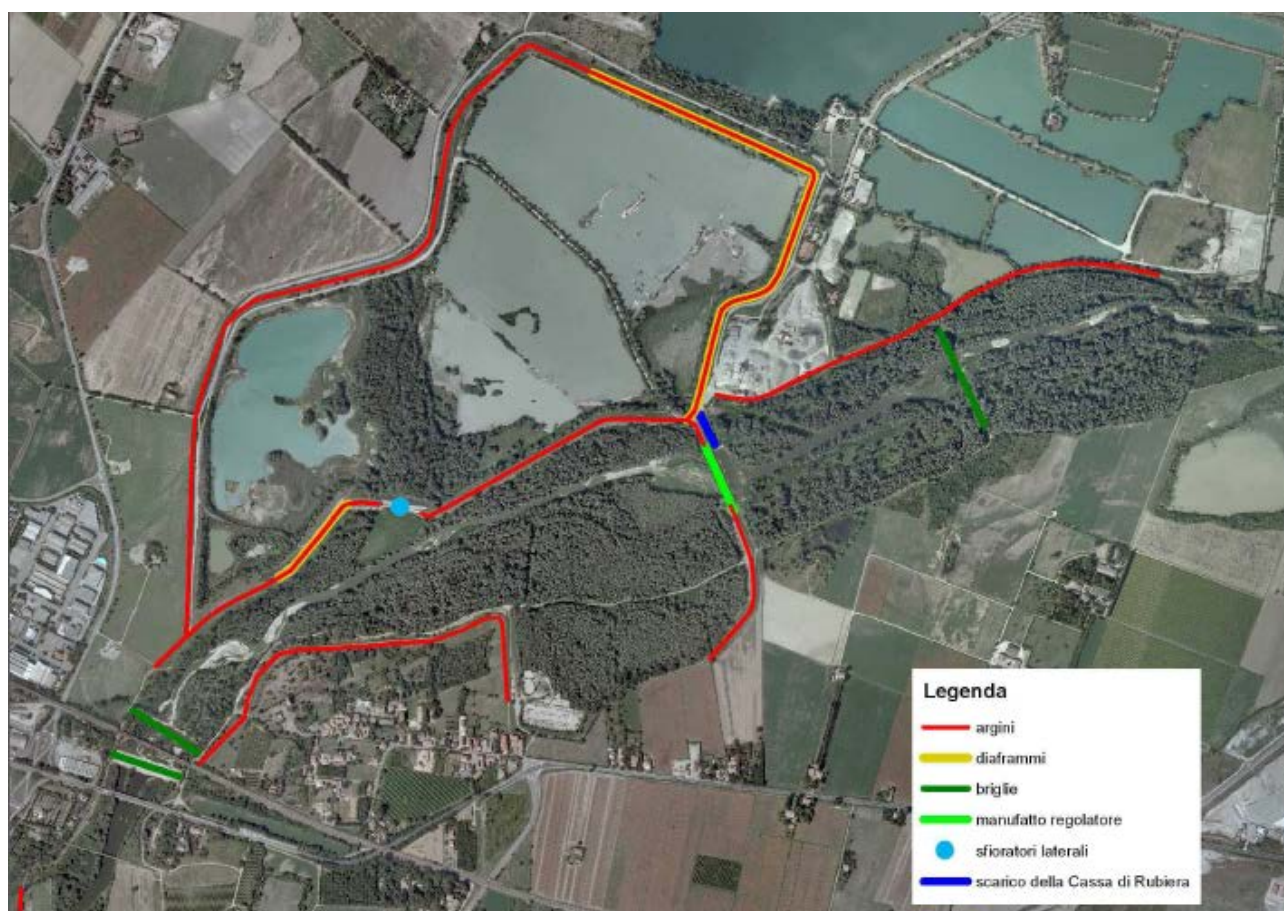 Legenda
argini
diaframmi
briglie
manufatto regolatore
sfioratori laterali
scarico della Cassa di Rubiera